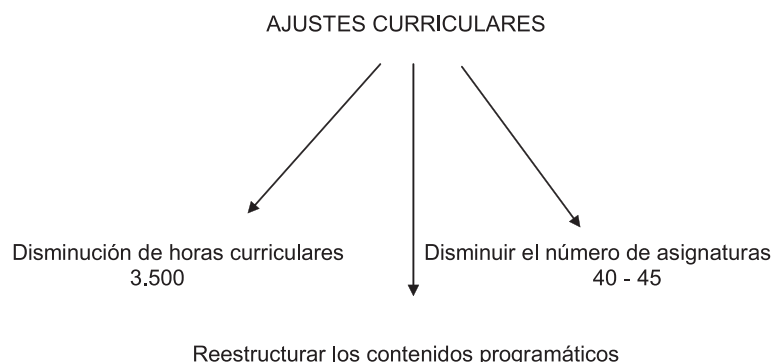 AJUSTES CURRICULARES
Disminución de horas curriculares
3.500
Disminuir el número de asignaturas
40 - 45
Reestructurar los contenidos programáticos